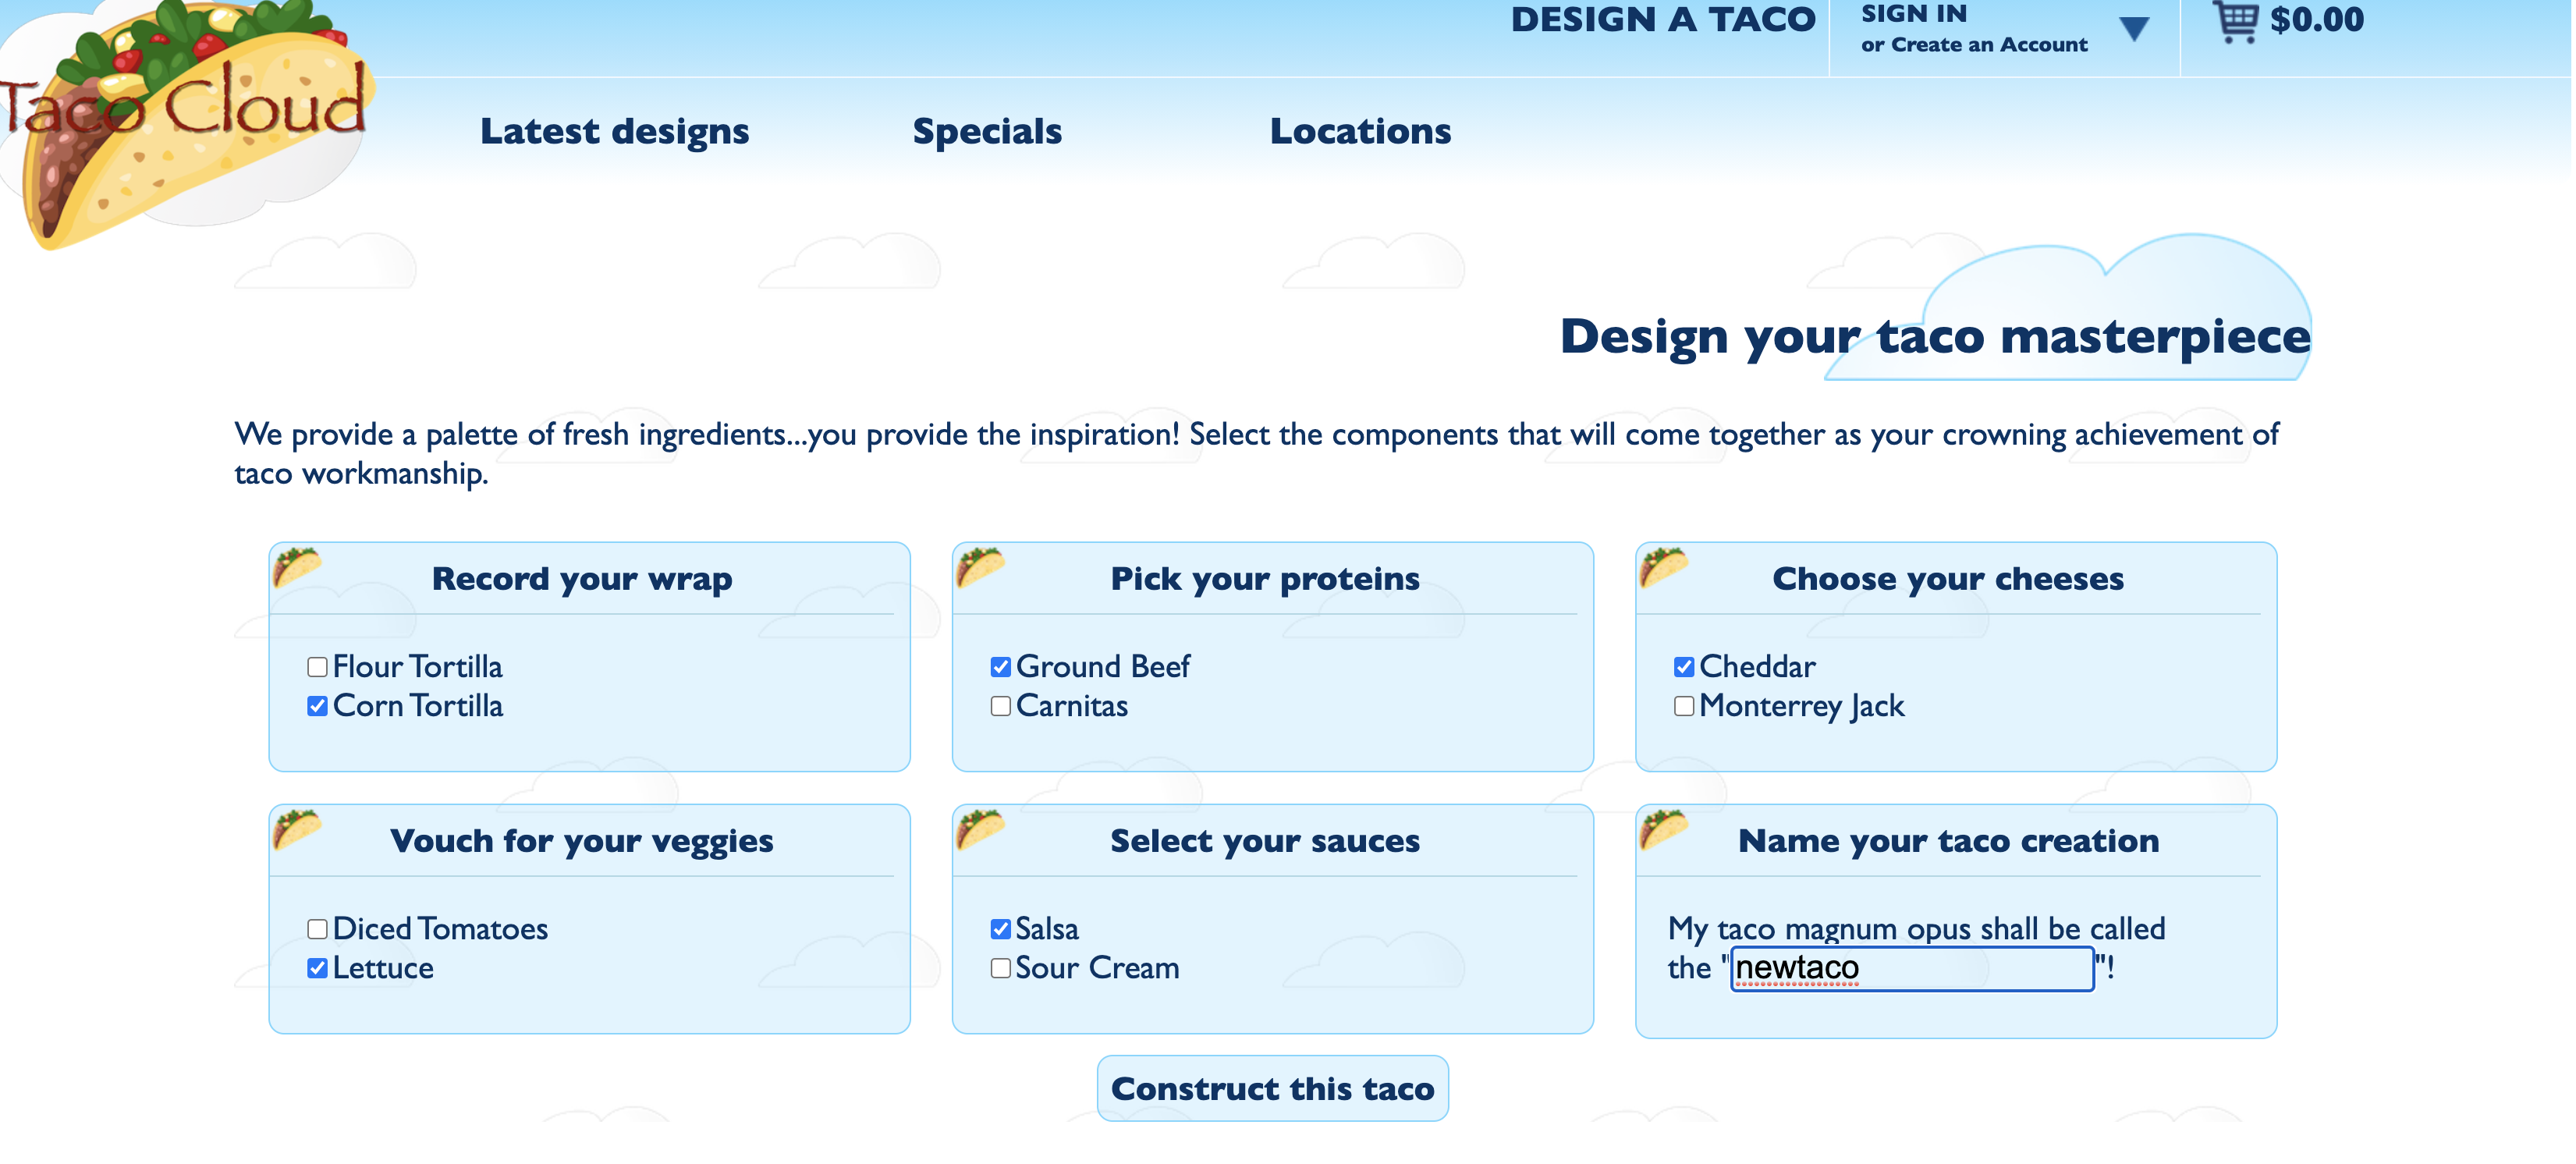 Taco Cloud
DESIGN A TACO
SIGN IN
or Create an Account
$0.00
Latest designs
Specials
Locations
Design your taco masterpiece
We provide a palette of fresh ingredients...you provide the inspiration! Select the components that will come together as your crowning achievement of
taco workmanship.
Record your wrap
Flour Tortilla
Corn Tortilla
Pick your proteins
Ground Beef
Carnitas
Choose your cheeses
Cheddar
Monterrey Jack
Vouch for your veggies
Diced Tomatoes
Lettuce
Select your sauces
Salsa
Sour Cream
Name your taco creation
My taco magnum opus shall be called
the "newtaco"!
Construct this taco